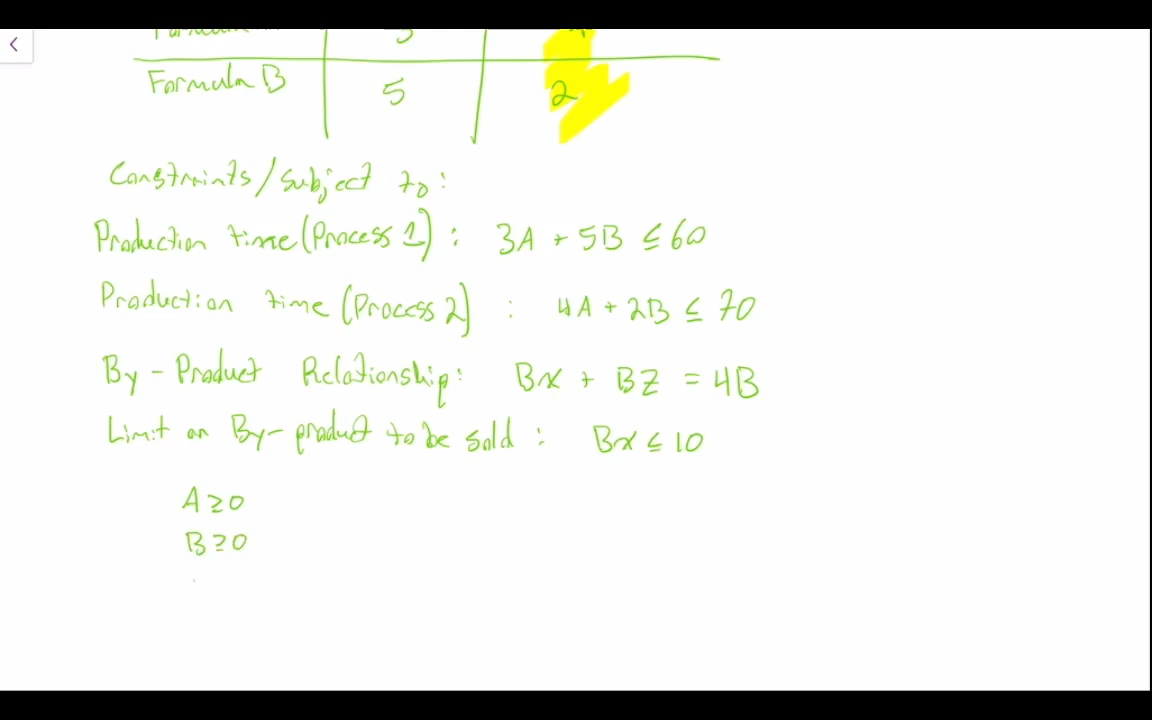 3
Formula B 5 2
Constraints/Subject to:
Production time (Process 1) : 3A + 5B ≤ 60
Production time (Process 2) : 4A + 2B ≤ 70
By-Product Relationship: Bx + BZ = 4B
Limit on By-product to be sold : Bx ≤ 10
A ≥ 0
B ≥ 0